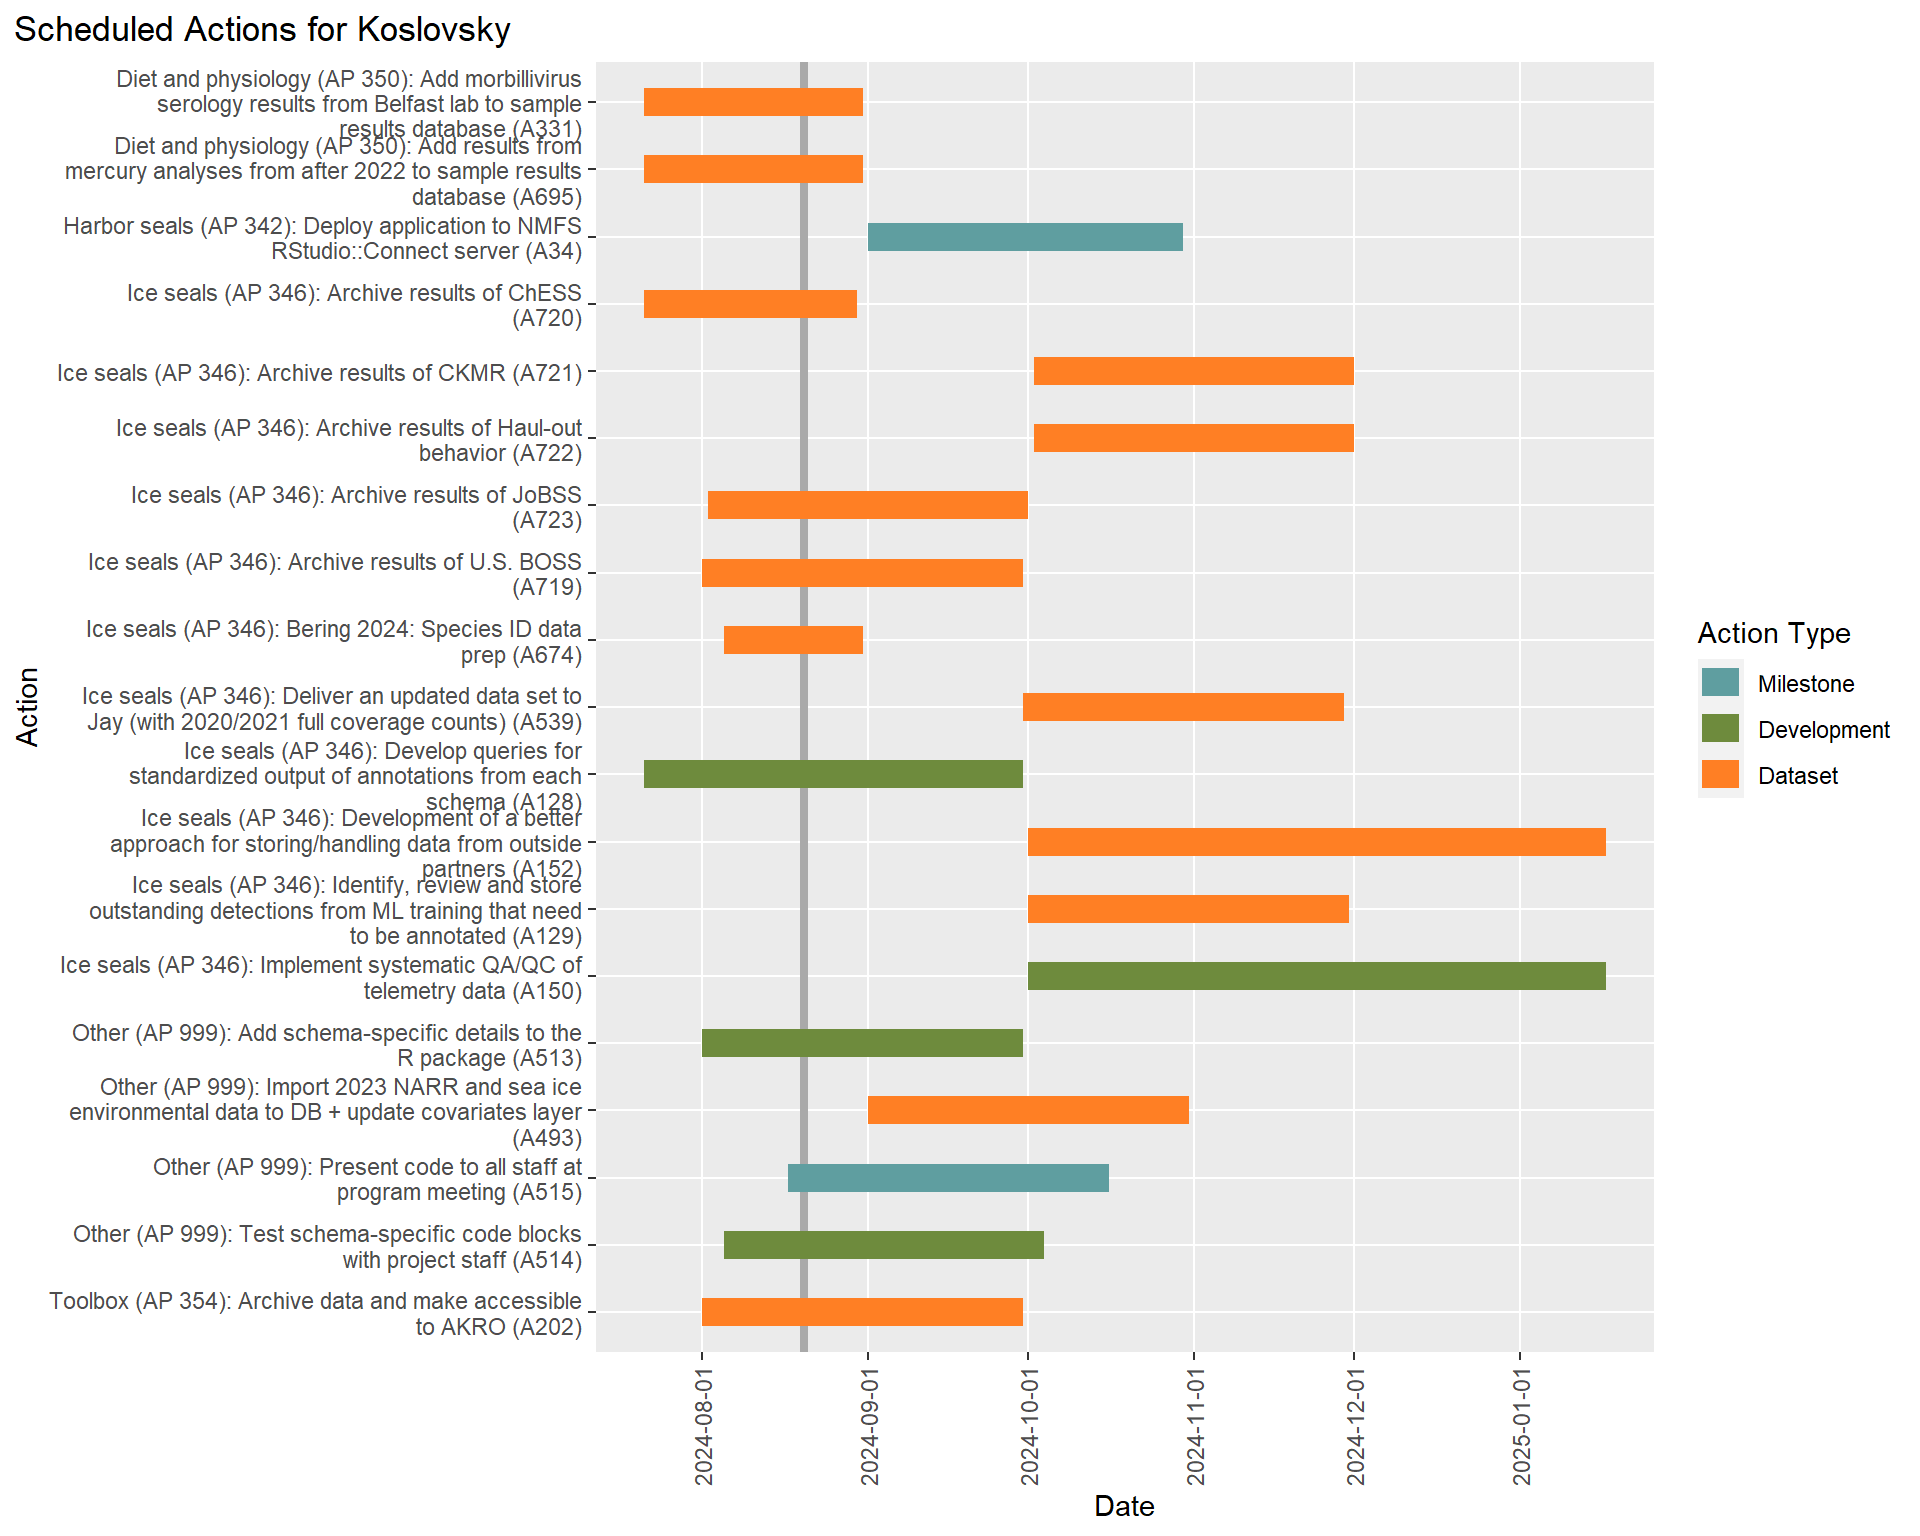 Scheduled Actions for Koslovsky
Diet and physiology (AP 350): Add morbillivirus
serology results from Belfast lab to sample
results database (A331)
Diet and physiology (AP 350): Add results from
mercury analyses from after 2022 to sample results
database (A695)
Harbor seals (AP 342): Deploy application to NMFS
RStudio::Connect server (A34)
Ice seals (AP 346): Archive results of ChESS
(A720)
Ice seals (AP 346): Archive results of CKMR (A721)
Ice seals (AP 346): Archive results of Haul-out
behavior (A722)
Ice seals (AP 346): Archive results of JoBSS
(A723)
Ice seals (AP 346): Archive results of U.S. BOSS
(A719)
Ice seals (AP 346): Bering 2024: Species ID data
prep (A674)
Ice seals (AP 346): Deliver an updated data set to
Jay (with 2020/2021 full coverage counts) (A539)
Ice seals (AP 346): Develop queries for
standardized output of annotations from each
schema (A128)
Ice seals (AP 346): Development of a better
approach for storing/handling data from outside
partners (A152)
Ice seals (AP 346): Identify, review and store
outstanding detections from ML training that need
to be annotated (A129)
Ice seals (AP 346): Implement systematic QA/QC of
telemetry data (A150)
Other (AP 999): Add schema-specific details to the
R package (A513)
Other (AP 999): Import 2023 NARR and sea ice
environmental data to DB + update covariates layer
(A493)
Other (AP 999): Present code to all staff at
program meeting (A515)
Other (AP 999): Test schema-specific code blocks
with project staff (A514)
Toolbox (AP 354): Archive data and make accessible
to AKRO (A202)
Action
2024-08-01
2024-09-01
2024-10-01
2024-11-01
2024-12-01
2025-01-01
Date
Action Type
Milestone
Development
Dataset